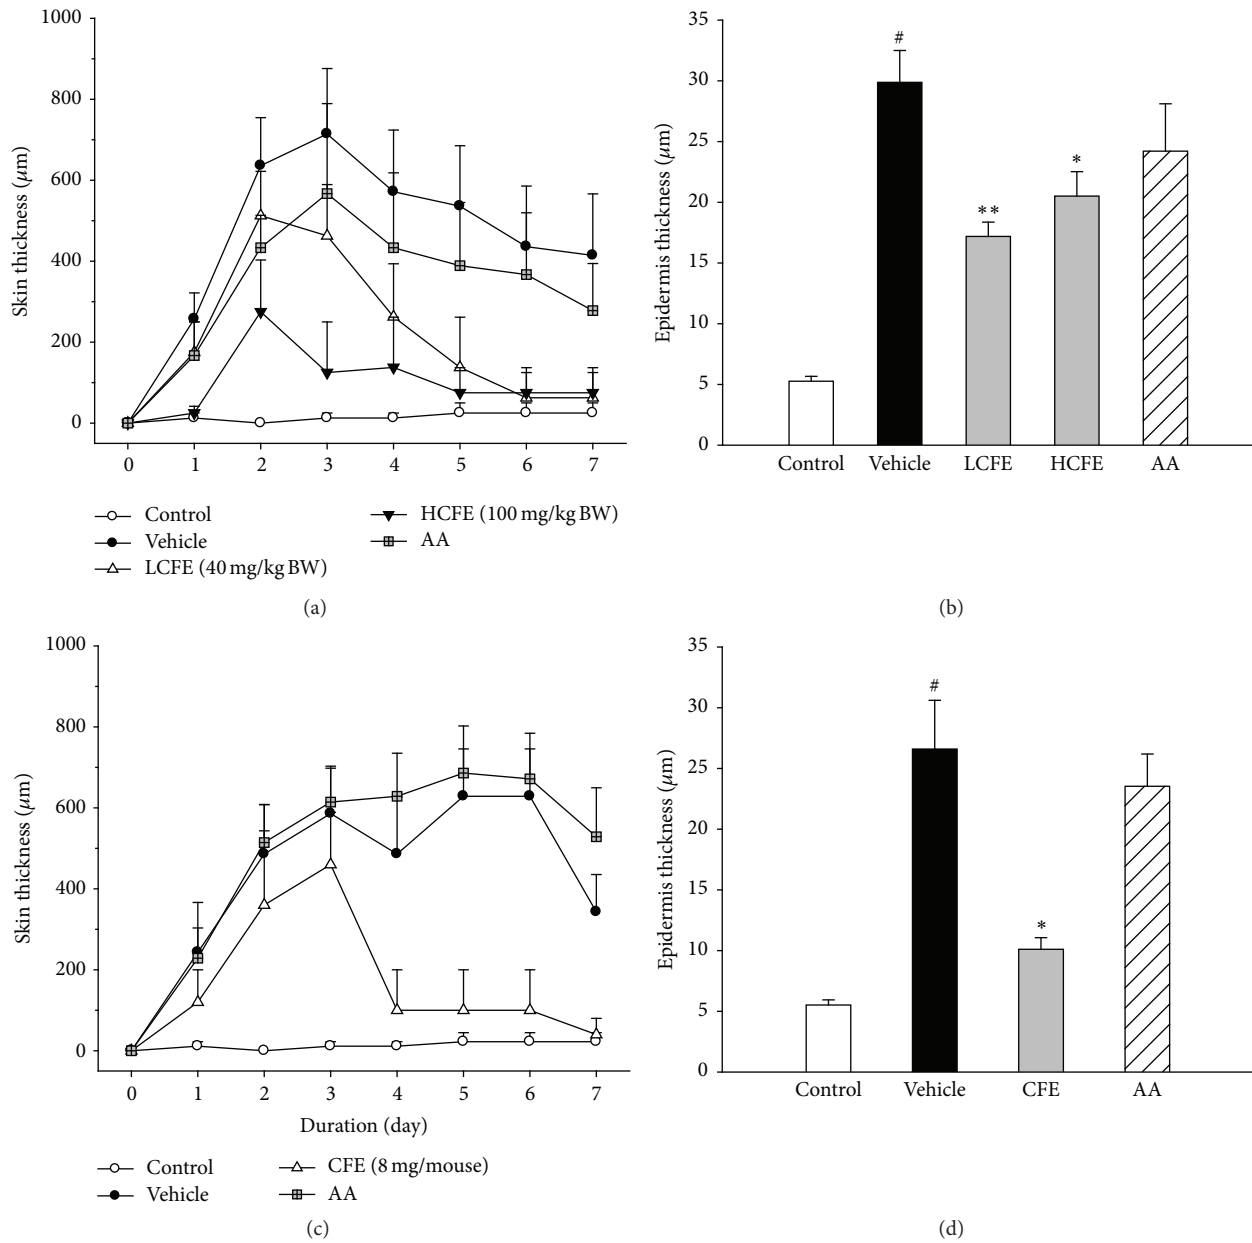 1000
800
600
400
200
0
Skin thickness (μm)
0 1 2 3 4 5 6 7
Control
Vehicle
LCFE (40 mg/kg BW)
HCFE (100 mg/kg BW)
AA
(a)
35
30
25
20
15
10
5
0
Epidermis thickness (μm)
#
**
*
Control Vehicle LCFE HCFE AA
(b)
1000
800
600
400
200
0
Skin thickness (μm)
0 1 2 3 4 5 6 7
Duration (day)
Control
Vehicle
CFE (8 mg/mouse)
AA
(c)
35
30
25
20
15
10
5
0
Epidermis thickness (μm)
#
*
Control Vehicle CFE AA
(d)